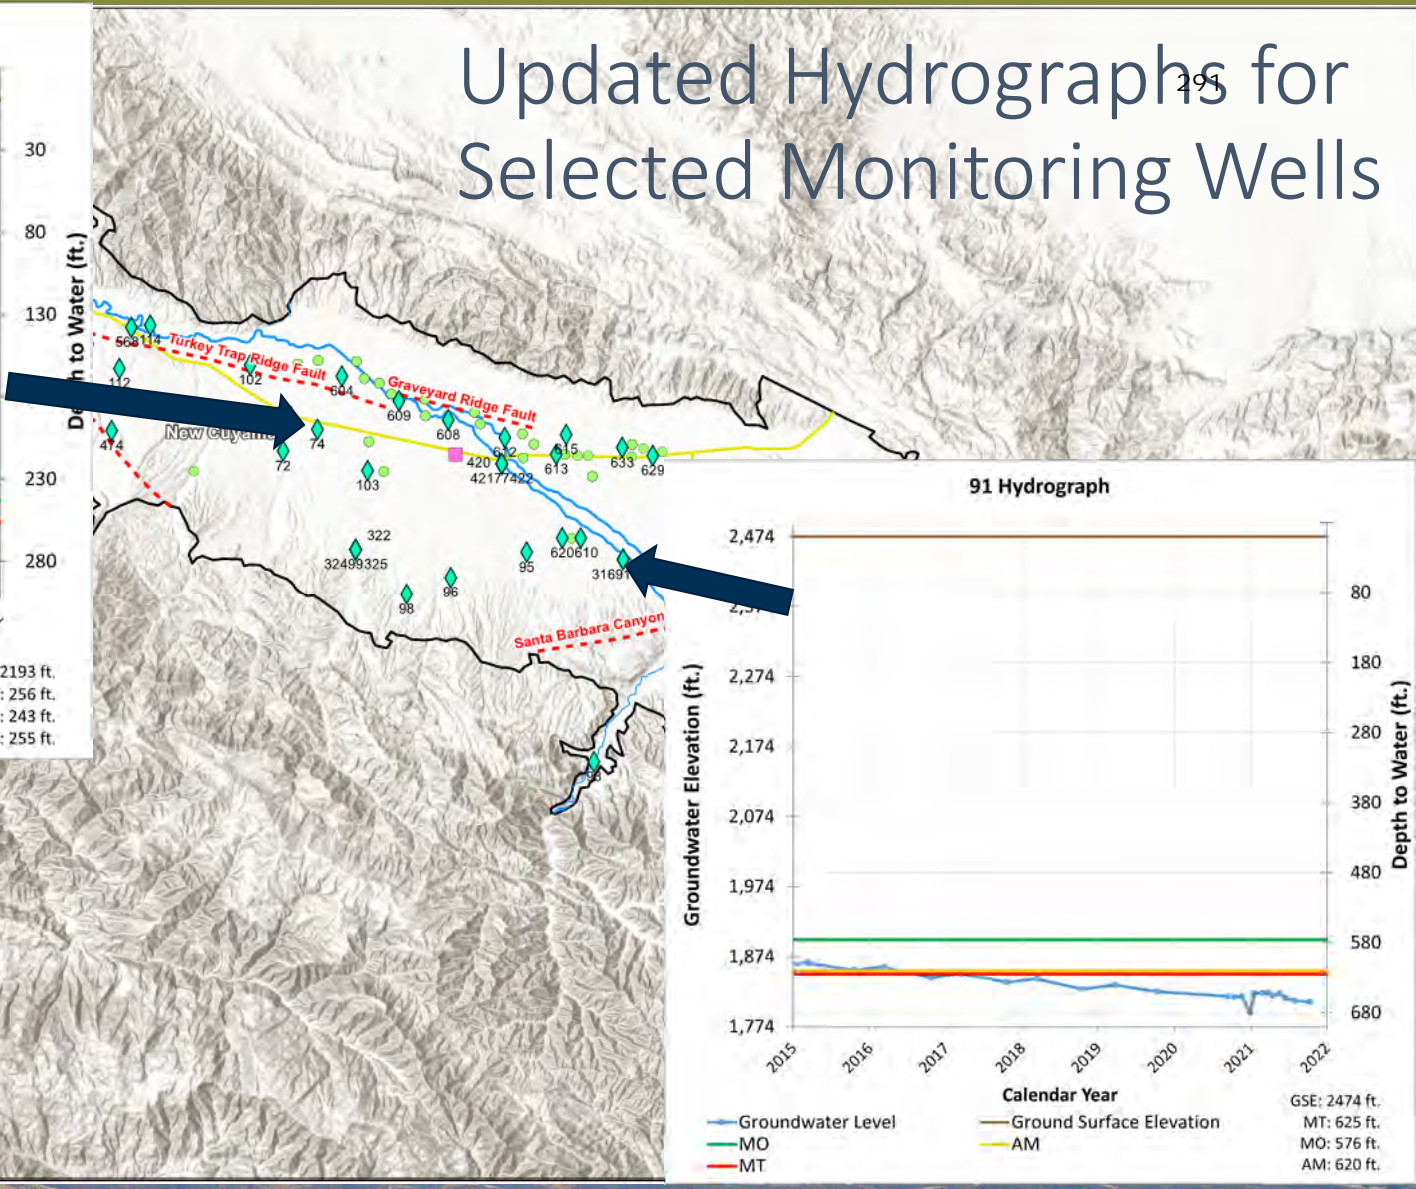 Updated Hydrographs for
291
Selected Monitoring Wells
30
80
130
230
280
Depth to Water (ft.)
2193 ft.
: 256 ft.
: 243 ft.
: 255 ft.
568114
Turkey Trap Ridge Fault
112
102
604
Graveyard Ridge Fault
609
608
474
New Cuyama
74
72
103
612
615
420
42177422
613
633
629
322
32499325
620610
95
31691
96
98
Santa Barbara Canyon
93
91 Hydrograph
Groundwater Elevation (ft.)
2,474
2,274
2,174
2,074
1,974
1,874
1,774
80
180
280
380
480
580
680
Depth to Water (ft.)
2015
2016
2017
2018
2019
2020
2021
2022
Calendar Year
Groundwater Level
Ground Surface Elevation
MO
AM
MT
GSE: 2474 ft.
MT: 625 ft.
MO: 576 ft.
AM: 620 ft.